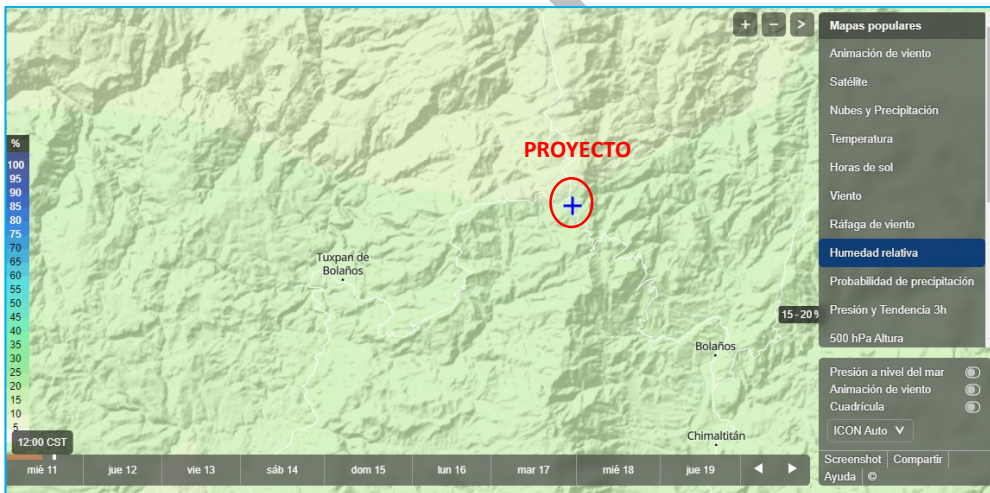 + − >
Mapas populares
Animación de viento
Satélite
Nubes y Precipitación
Temperatura
Horas de sol
Viento
Ráfaga de viento
Humedad relativa
Probabilidad de precipitación
Presión y Tendencia 3h
500 hPa Altura
%
100
95
90
85
80
75
70
65
60
55
50
45
40
35
30
25
20
15
10
5
PROYECTO
Tuxpan de
Bolaños
15-20 %
Bolaños
Chimaltitán
Presión a nivel del mar
Animación de viento
Cuadrícula
ICON Auto
Screenshot Compartir
Ayuda ©
12:00 CST
mié 11 jue 12 vie 13 sáb 14 dom 15 lun 16 mar 17 mié 18 jue 19